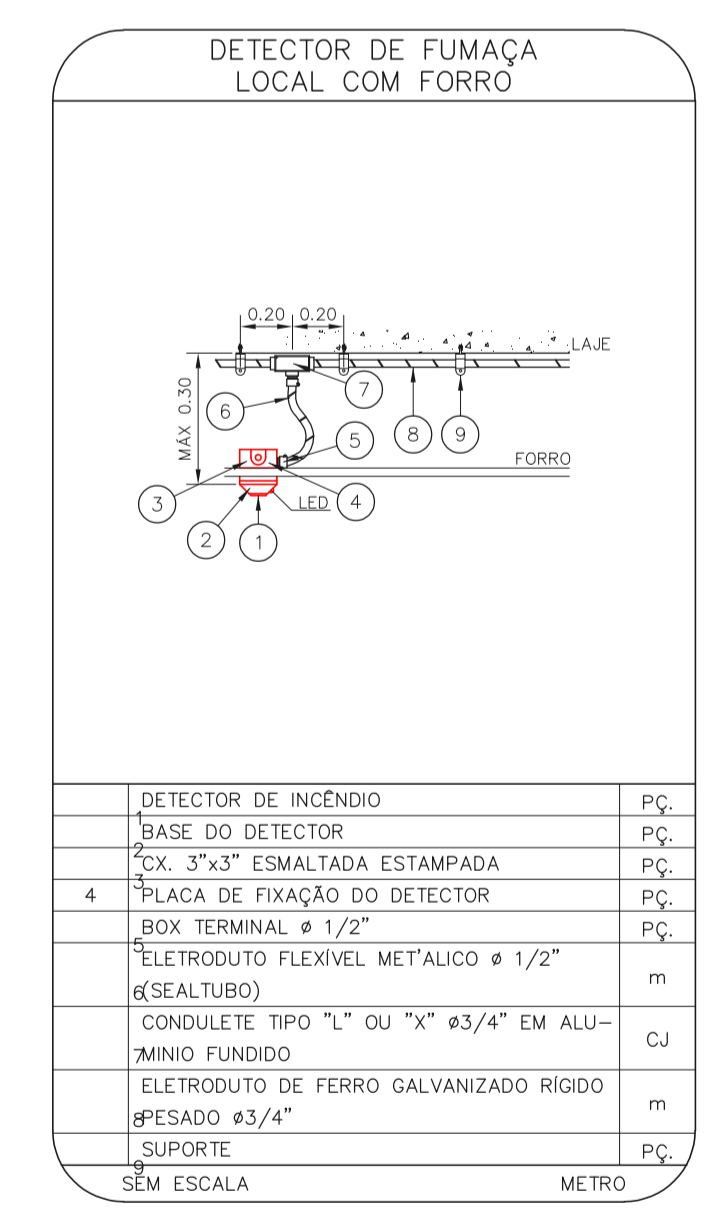 DETECTOR DE FUMAÇA
LOCAL COM FORRO
0.20 0.20
LAJE
MÁX 0.30
7
6
5
8
9
FORRO
3
LED
4
2
1
DETECTOR DE INCÊNDIO PÇ.
1
BASE DO DETECTOR PÇ.
2
CX. 3"x3" ESMALTADA ESTAMPADA PÇ.
3
4 PLACA DE FIXAÇÃO DO DETECTOR PÇ.
BOX TERMINAL ø 1/2" PÇ.
5
ELETRODUTO FLEXÍVEL MET'ALICO ø 1/2"
m
6 (SEALTUBO)
CONDULETE TIPO "L" OU "X" ø3/4" EM ALU-
CJ
7 MINIO FUNDIDO
ELETRODUTO DE FERRO GALVANIZADO RÍGIDO
m
8 PESADO ø3/4"
SUPORTE PÇ.
9
SEM ESCALA METRO